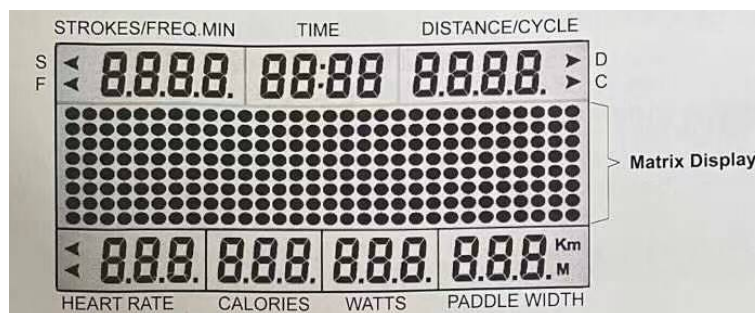 STROKES/FREQ.MIN TIME DISTANCE/CYCLE
S 8.8.8.8. 88:88 8.8.8.8. D
F C
Matrix Display
8.8.8. 8.8.8. 8.8.8. 8.8.8. Km
M
HEART RATE CALORIES WATTS PADDLE WIDTH